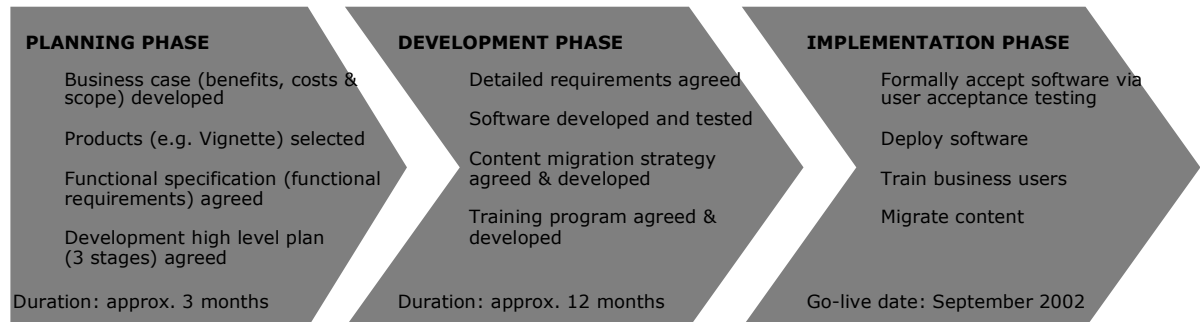 PLANNING PHASE
Business case (benefits, costs &
scope) developed
Products (e.g. Vignette) selected
Functional specification (functional
requirements) agreed
Development high level plan
(3 stages) agreed
Duration: approx. 3 months
DEVELOPMENT PHASE
Detailed requirements agreed
Software developed and tested
Content migration strategy
agreed & developed
Training program agreed &
developed
Duration: approx. 12 months
IMPLEMENTATION PHASE
Formally accept software via
user acceptance testing
Deploy software
Train business users
Migrate content
Go-live date: September 2002